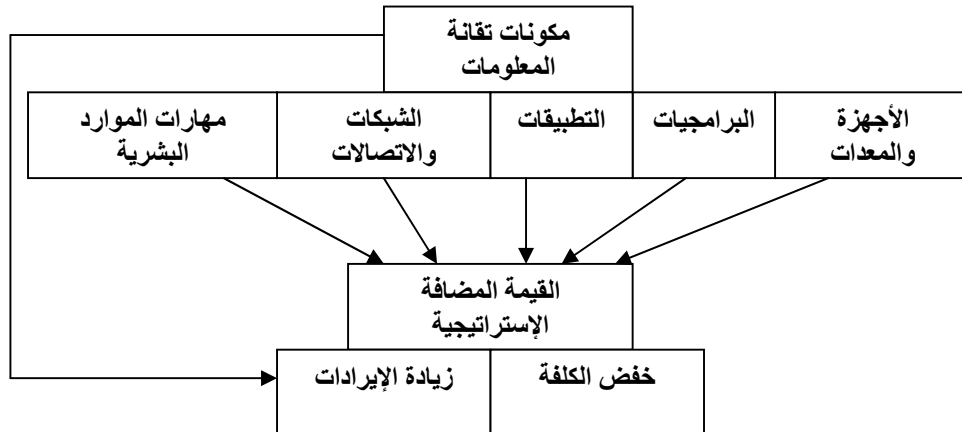 مكونات تقانة
المعلومات
الأجهزة
والمعدات
البرامجيات
التطبيقات
الشبكات
والاتصالات
مهارات الموارد
البشرية
القيمة المضافة
الإستراتيجية
خفض الكلفة
زيادة الإيرادات